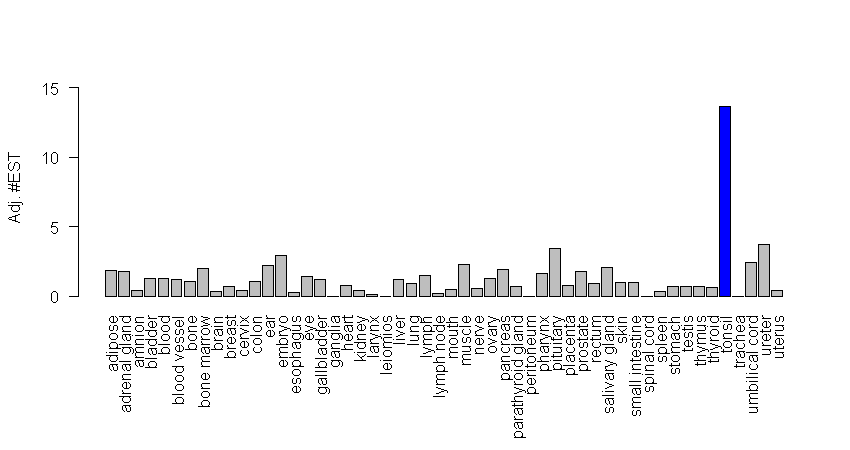 15
10
5
0
Adj. #EST
adipose
adrenal gland
amnion
bladder
blood
blood vessel
bone
bone marrow
brain
breast
cervix
colon
ear
embryo
esophagus
eye
gallbladder
ganglia
heart
kidney
larynx
leiomios
liver
lung
lymph
lymph node
mouth
muscle
nerve
ovary
pancreas
parathyroid gland
peritoneum
pharynx
pituitary
placenta
prostate
rectum
salivary gland
skin
small intestine
spinal cord
spleen
stomach
testis
thymus
thyroid
tonsil
trachea
umbilical cord
ureter
uterus